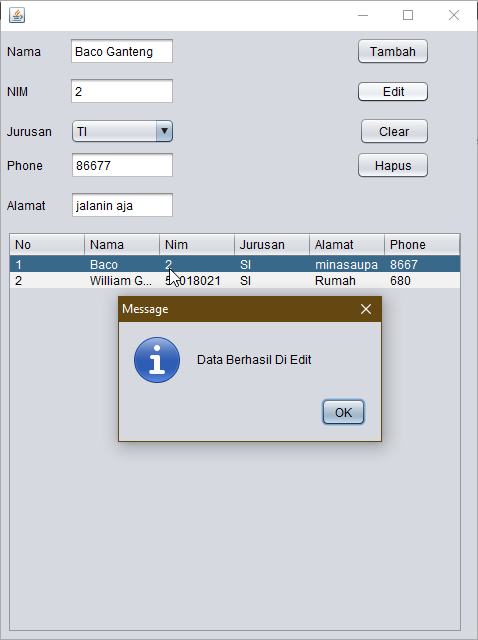 Nama Baco Ganteng Tambah
NIM 2 Edit
Jurusan TI Clear
Phone 86677 Hapus
Alamat jalanin aja
No Nama Nim Jurusan Alamat Phone
1 Baco 2 SI minasaupa 8667
2 William G... SI Rumah 680
Message
Data Berhasil Di Edit
OK